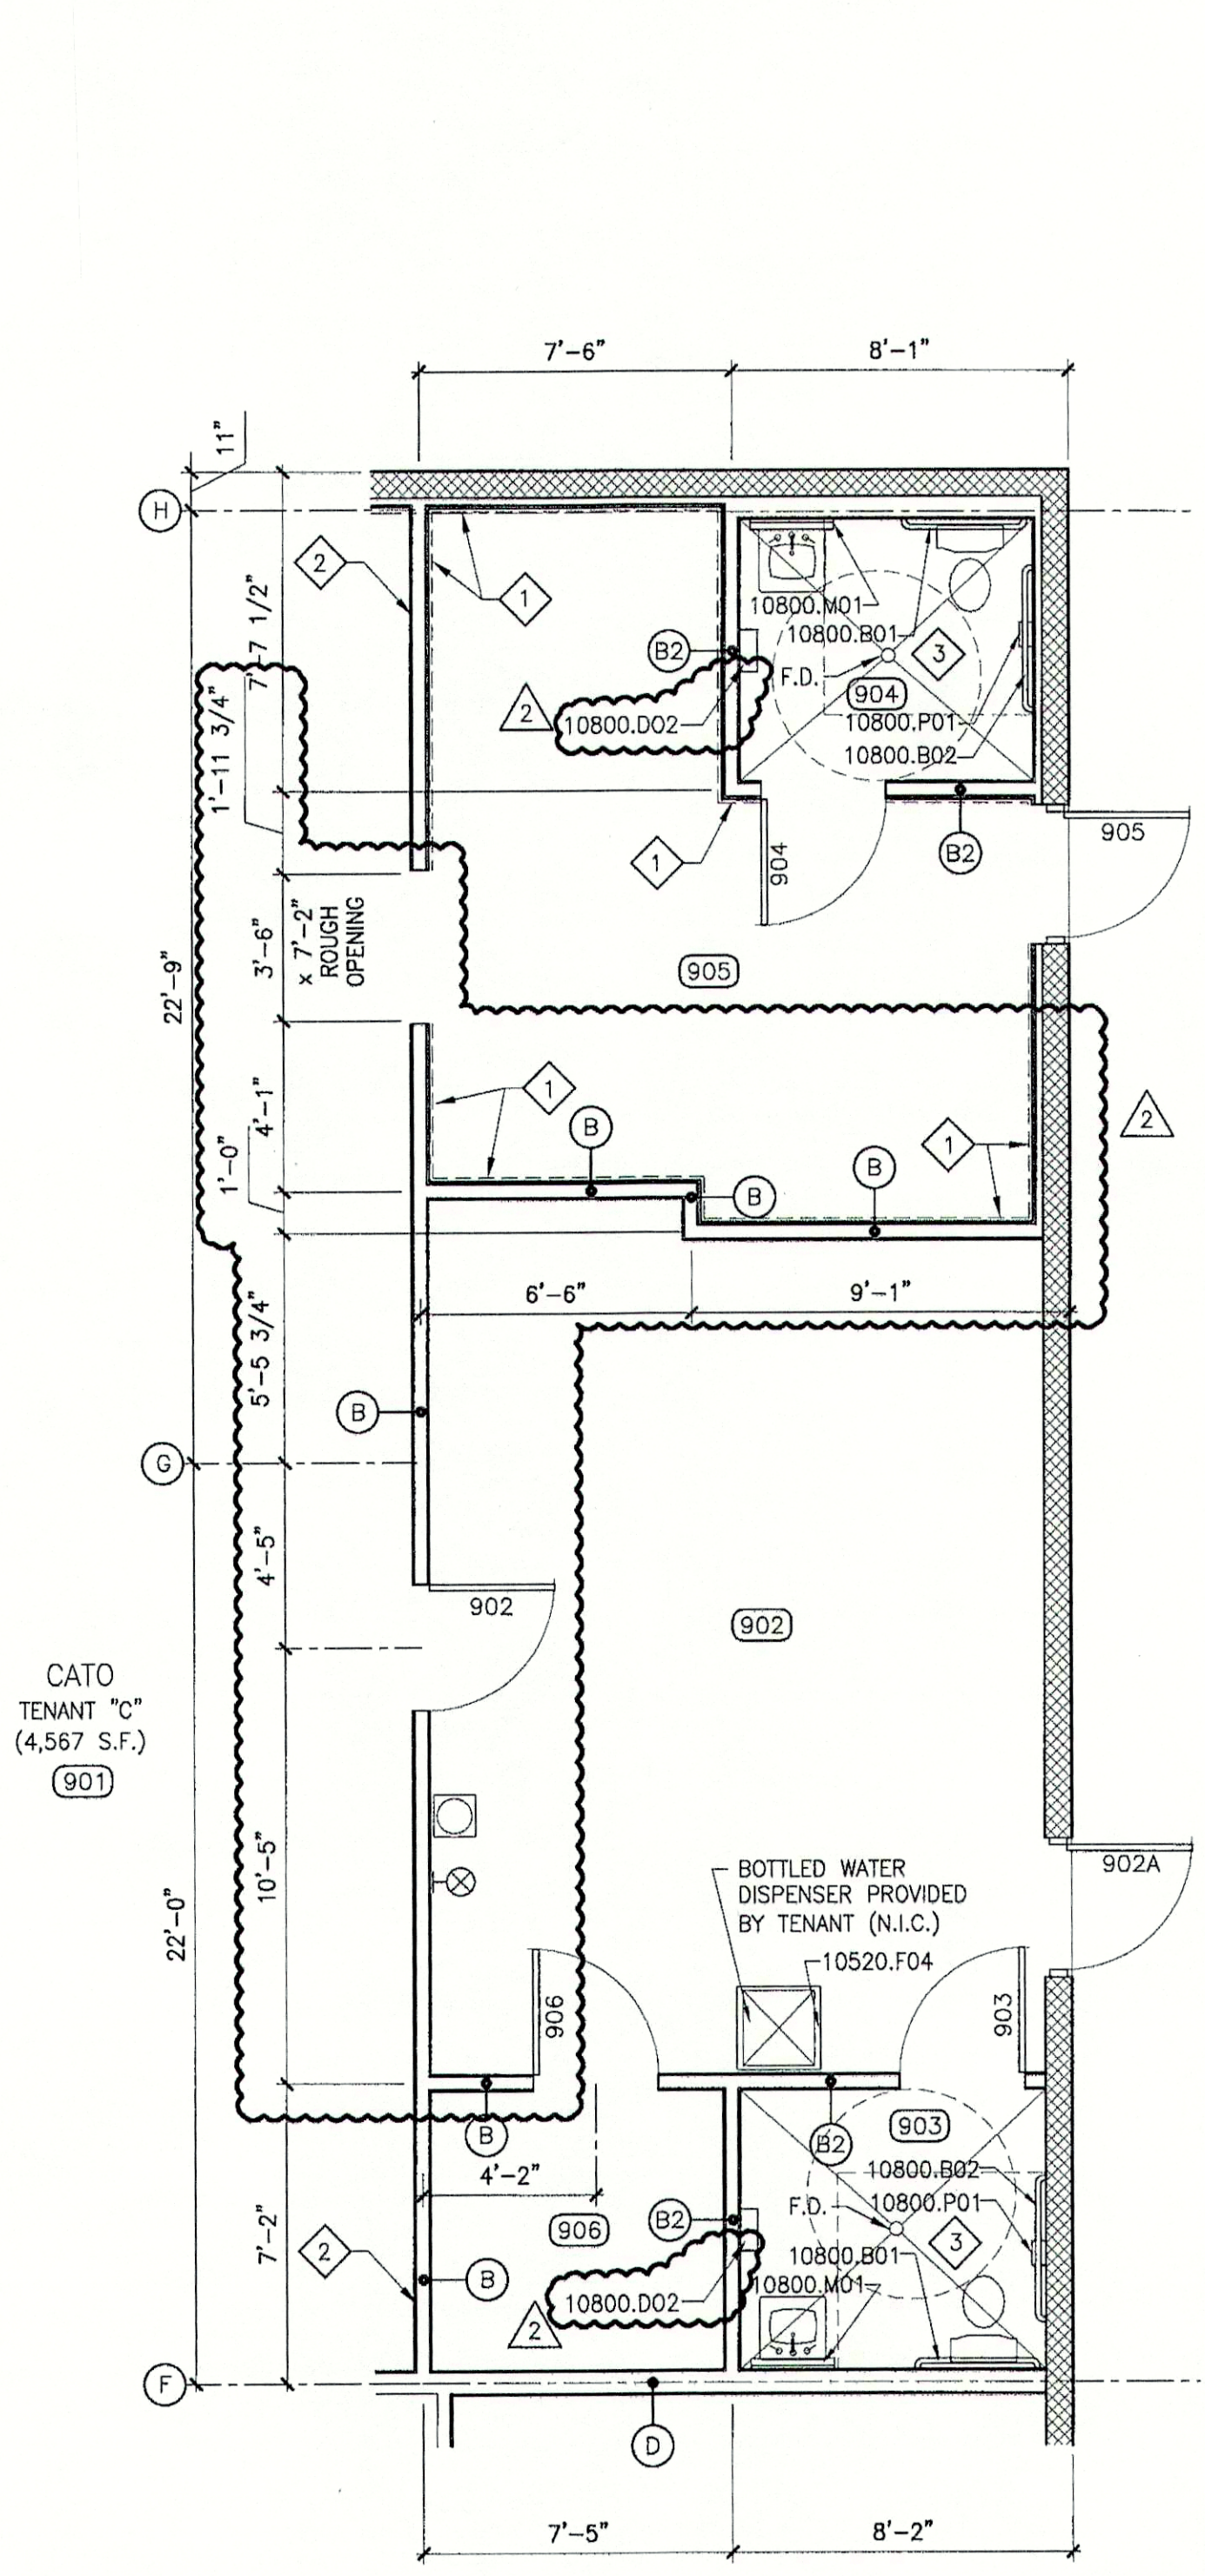 7'-6"
8'-1"
11"
H
2
1
7'-7 1/2"
10800.M01
10800.B01
3
B2
F.D.
904
2
10800.D02
10800.P01
10800.B02
1'-11 3/4"
1
904
B2
905
3'-6"
x 7'-2"
ROUGH
OPENING
905
22'-9"
1
4'-1"
B
2
1'-0"
B
1
B
6'-6"
9'-1"
5'-5 3/4"
B
G
4'-5"
902
902
CATO
TENANT "C"
(4,567 S.F.)
901
10'-5"
22'-0"
BOTTLED WATER
DISPENSER PROVIDED
BY TENANT (N.I.C.)
902A
10520.F04
906
903
B
B2
903
4'-2"
10800.B02
906
B2
F.D.
10800.P01
2
7'-2"
3
10800.B01
B
10800.M01
10800.D02
2
F
D
7'-5"
8'-2"